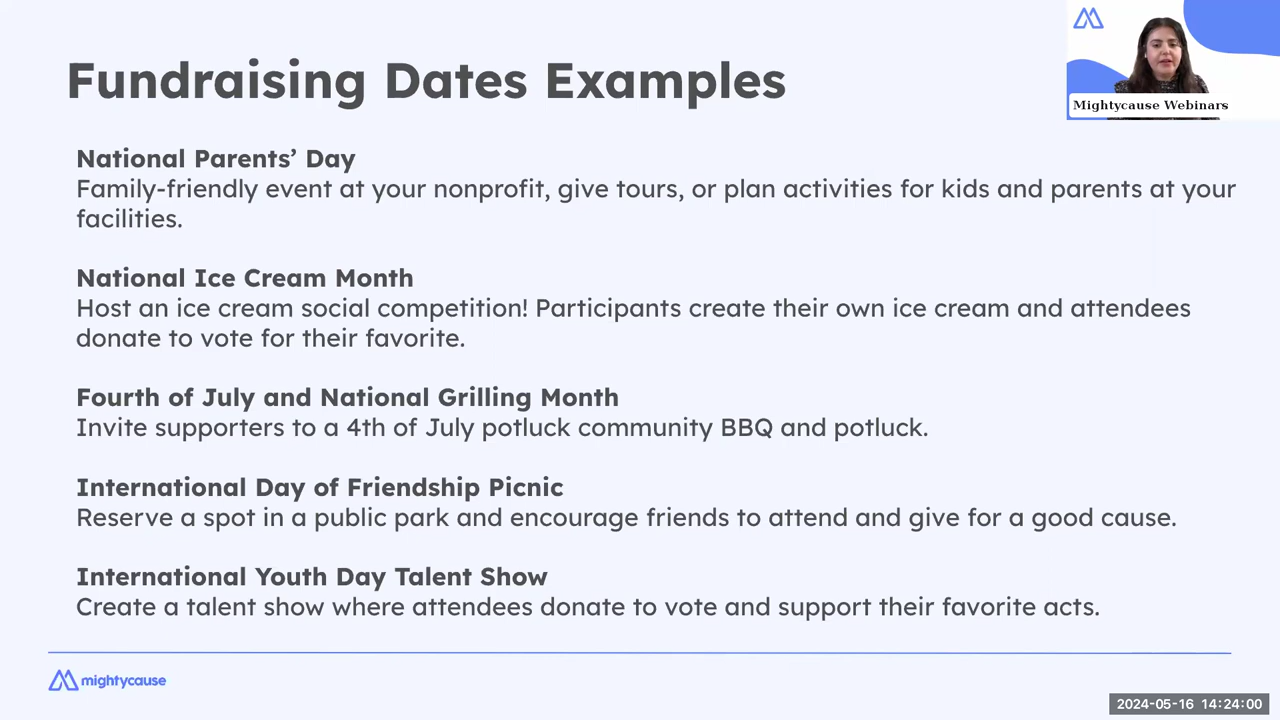 Fundraising Dates Examples
Mightycause Webinars
National Parents’ Day
Family-friendly event at your nonprofit, give tours, or plan activities for kids and parents at your
facilities.
National Ice Cream Month
Host an ice cream social competition! Participants create their own ice cream and attendees
donate to vote for their favorite.
Fourth of July and National Grilling Month
Invite supporters to a 4th of July potluck community BBQ and potluck.
International Day of Friendship Picnic
Reserve a spot in a public park and encourage friends to attend and give for a good cause.
International Youth Day Talent Show
Create a talent show where attendees donate to vote and support their favorite acts.
mightycause
2024-05-16 14:24:00